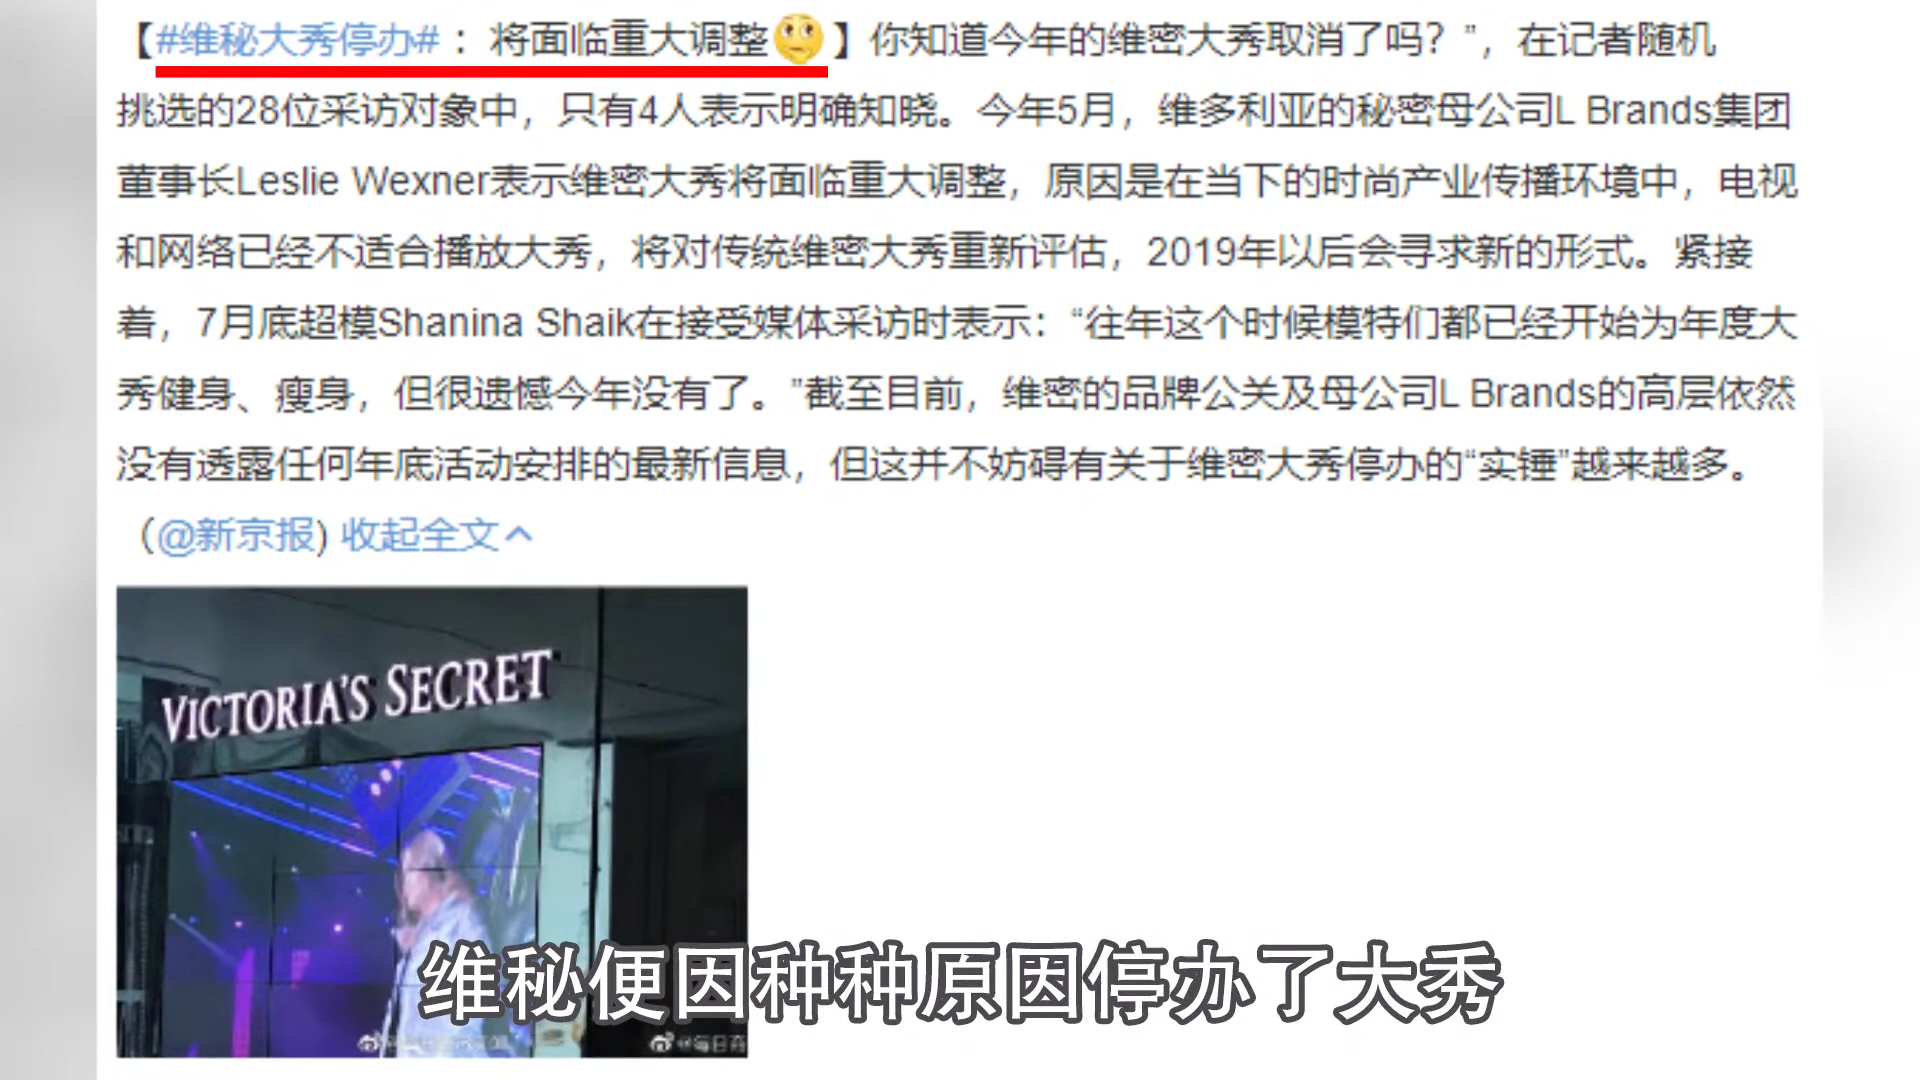 【#维秘大秀停办# ：将面临重大调整】你知道今年的维密大秀取消了吗？”，在记者随机
挑选的28位采访对象中，只有4人表示明确知晓。今年5月，维多利亚的秘密母公司L Brands集团
董事长Leslie Wexner表示维密大秀将面临重大调整，原因是在当下的时尚产业传播环境中，电视
和网络已经不适合播放大秀，将对传统维密大秀重新评估，2019年以后会寻求新的形式。紧接
着，7月底超模Shanina Shaik在接受媒体采访时表示：“往年这个时候模特们都已经开始为年度大
秀健身、瘦身，但很遗憾今年没有了。”截至目前，维密的品牌公关及母公司L Brands的高层依然
没有透露任何年底活动安排的最新信息，但这并不妨碍有关于维密大秀停办的“实锤”越来越多。
（@新京报) 收起全文
VICTORIA'S SECRET
维秘便因种种原因停办了大秀